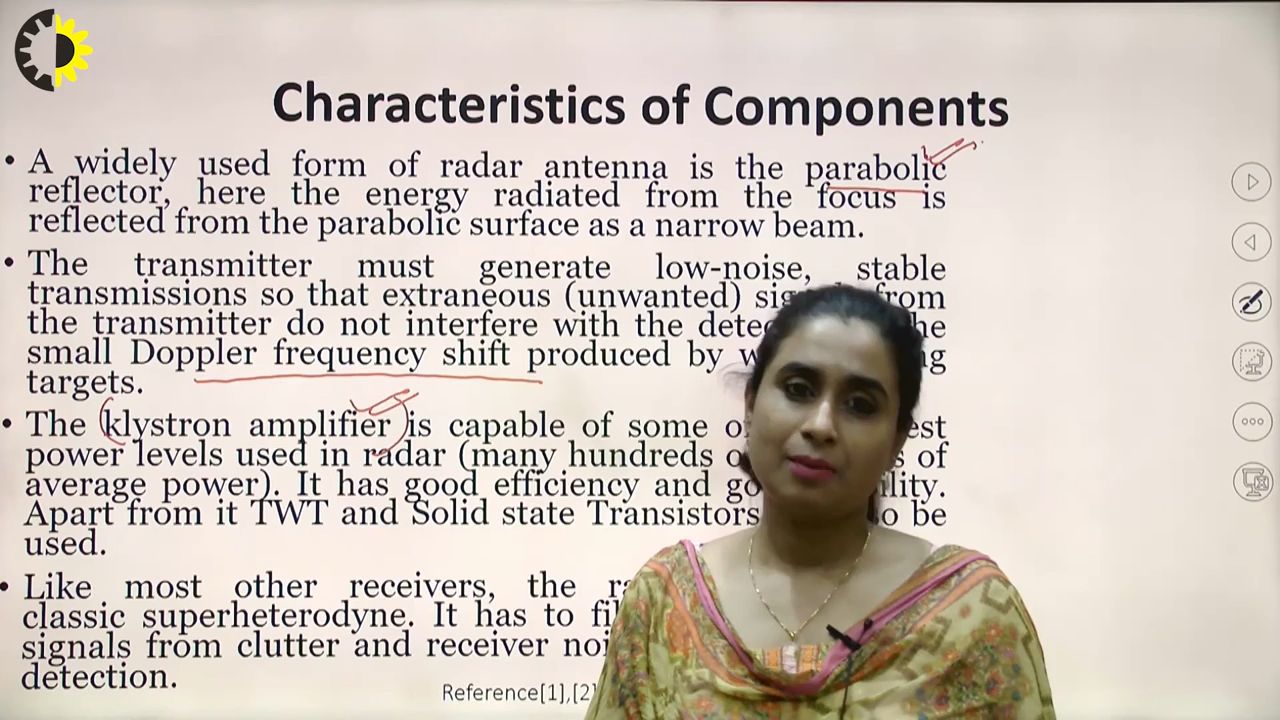 Characteristics of Components
• A widely used form of radar antenna is the parabolic
reflector, here the energy radiated from the focus is
reflected from the parabolic surface as a narrow beam.
• The transmitter must generate low-noise, stable
transmissions so that extraneous (unwanted) from
the transmitter do not interfere with the
small Doppler frequency shift produced by
targets.
• The klystron amplifier is capable of some
power levels used in radar (many hundreds of
average power). It has good efficiency and
Apart from it TWT and Solid state Transistors be
used.
• Like most other receivers, the
classic superheterodyne. It has to
signals from clutter and receiver
detection.
Reference[1],[2]